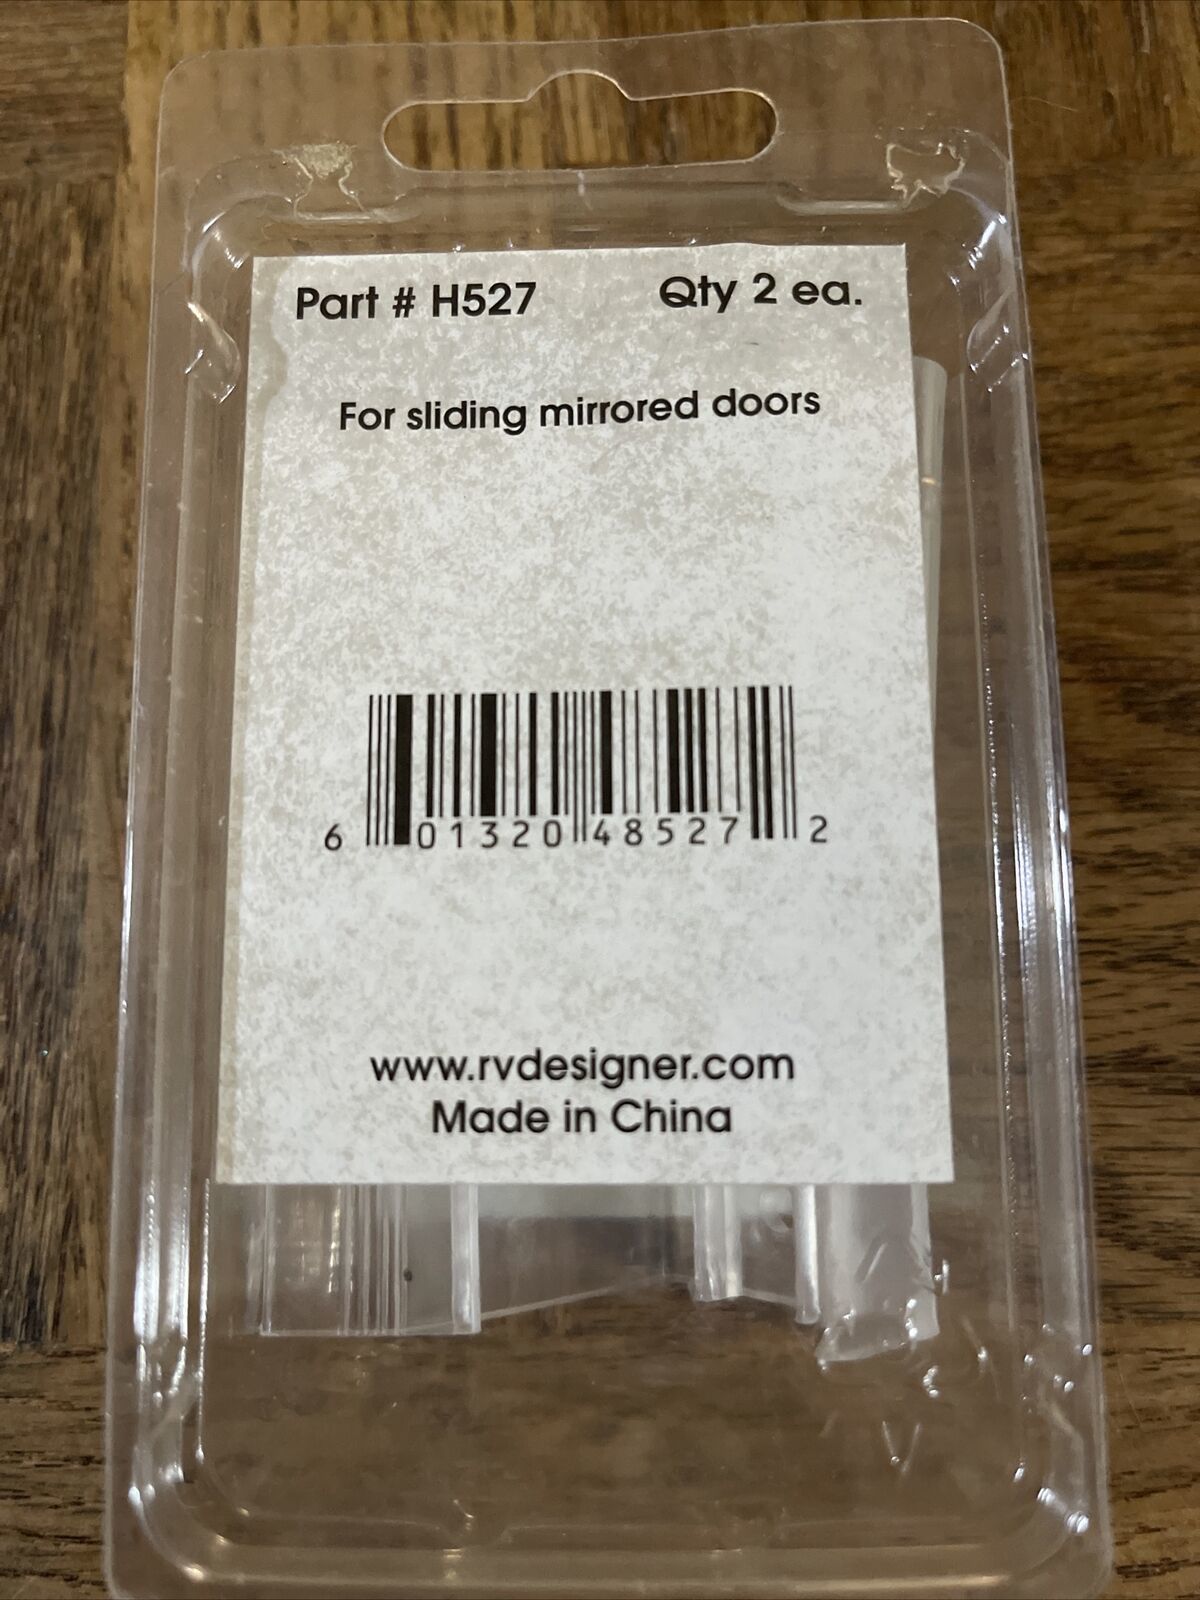 Part # H527 Qty 2 ea.
For sliding mirrored doors
6 01320 48527 2
www.rvdesigner.com
Made in China